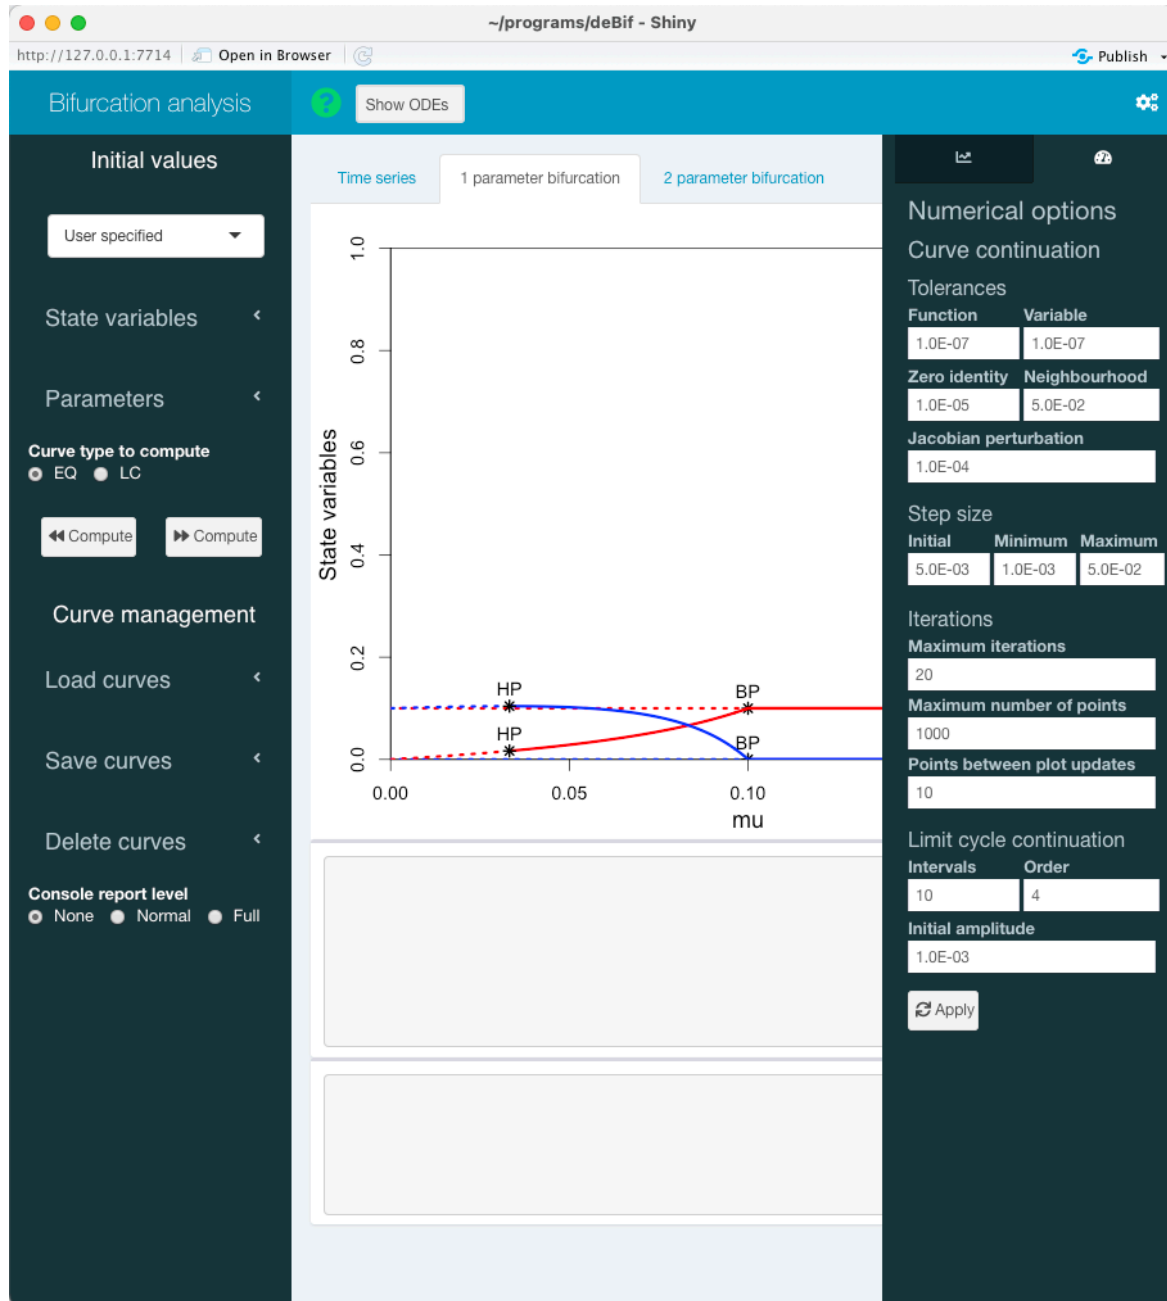 ~/programs/deBif - Shiny
http://127.0.0.1:7714 Open in Browser Publish
Bifurcation analysis
? Show ODEs
Initial values
User specified
State variables
Parameters
Curve type to compute
EQ LC
Compute Compute
Curve management
Load curves
Save curves
Delete curves
Console report level
None Normal Full
Time series 1 parameter bifurcation 2 parameter bifurcation
State variables
1.0
0.8
0.6
0.4
0.2
0.0
HP
HP
BP
BP
0.00 0.05 0.10
mu
Numerical options
Curve continuation
Tolerances
Function Variable
1.0E-07 1.0E-07
Zero identity Neighbourhood
1.0E-05 5.0E-02
Jacobian perturbation
1.0E-04
Step size
Initial Minimum Maximum
5.0E-03 1.0E-03 5.0E-02
Iterations
Maximum iterations
20
Maximum number of points
1000
Points between plot updates
10
Limit cycle continuation
Intervals Order
10 4
Initial amplitude
1.0E-03
Apply